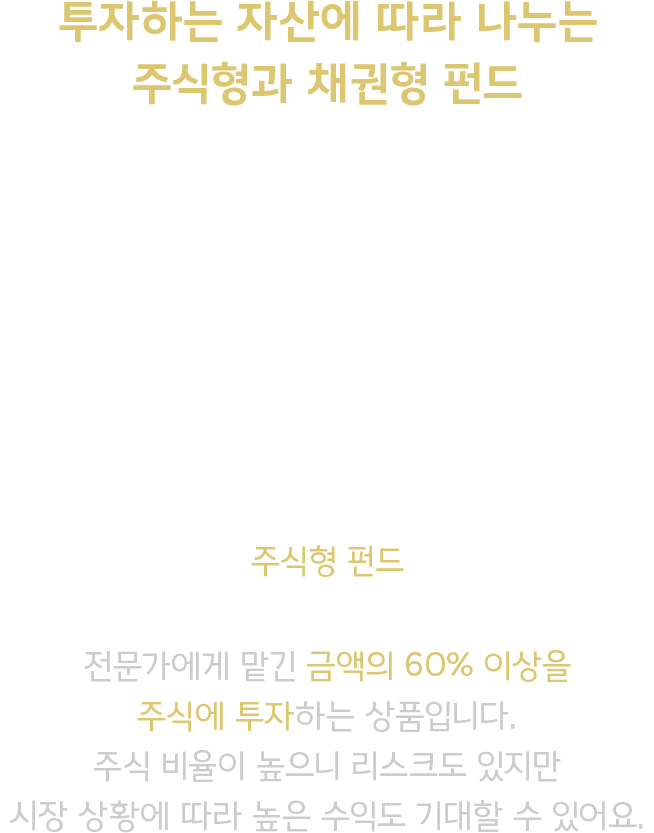 투자하는 자산에 따라 나누는
주식형과 채권형 펀드
주식형 펀드
전문가에게 맡긴 금액의 60% 이상을
주식에 투자하는 상품입니다.
주식 비율이 높으니 리스크도 있지만
시장 상황에 따라 높은 수익도 기대할 수 있어요.